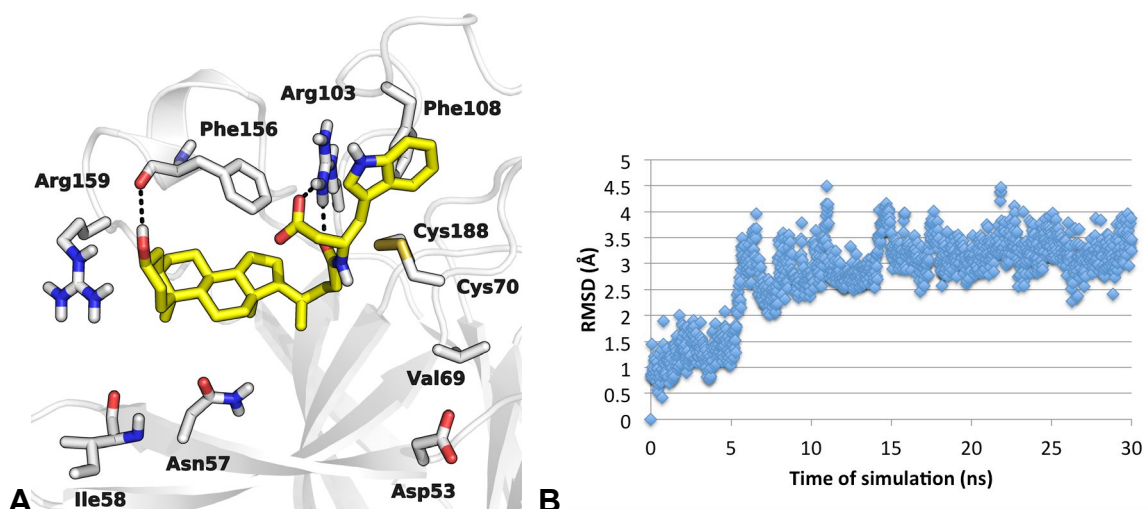 Arg103
Phe108
Phe156
Arg159
Cys188
Cys70
Val69
Asn57
Asp53
Ile58
A
5
4.5
4
3.5
3
2.5
2
1.5
1
0.5
0
RMSD (Å)
0 5 10 15 20 25 30
Time of simulation (ns)
B